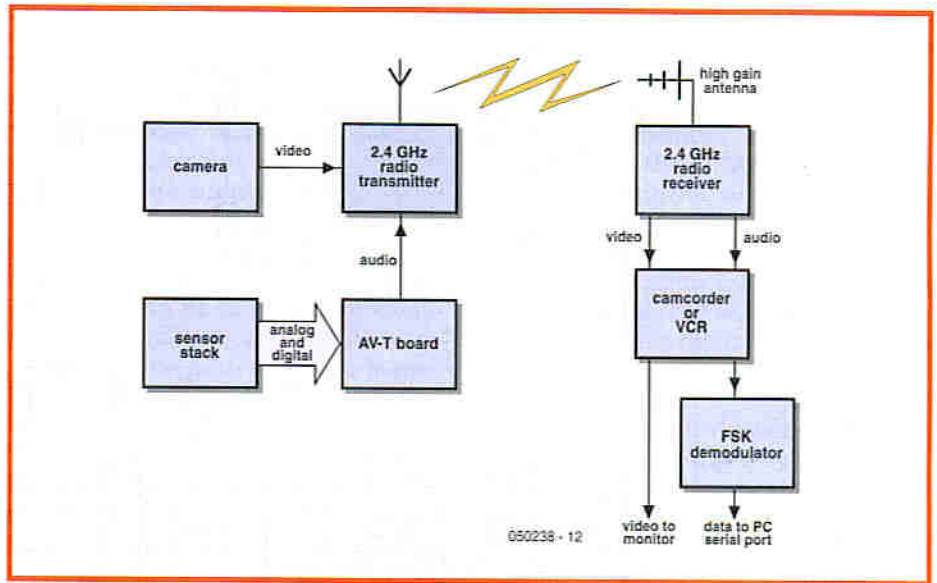 high gain
antenna
camera
video
2.4 GHz
radio
transmitter
2.4 GHz
radio
receiver
video
audio
audio
sensor
stack
analog
and
digital
AV-T board
camcorder
or
VCR
FSK
demodulator
050238 - 12
video to
monitor
data to PC
serial port